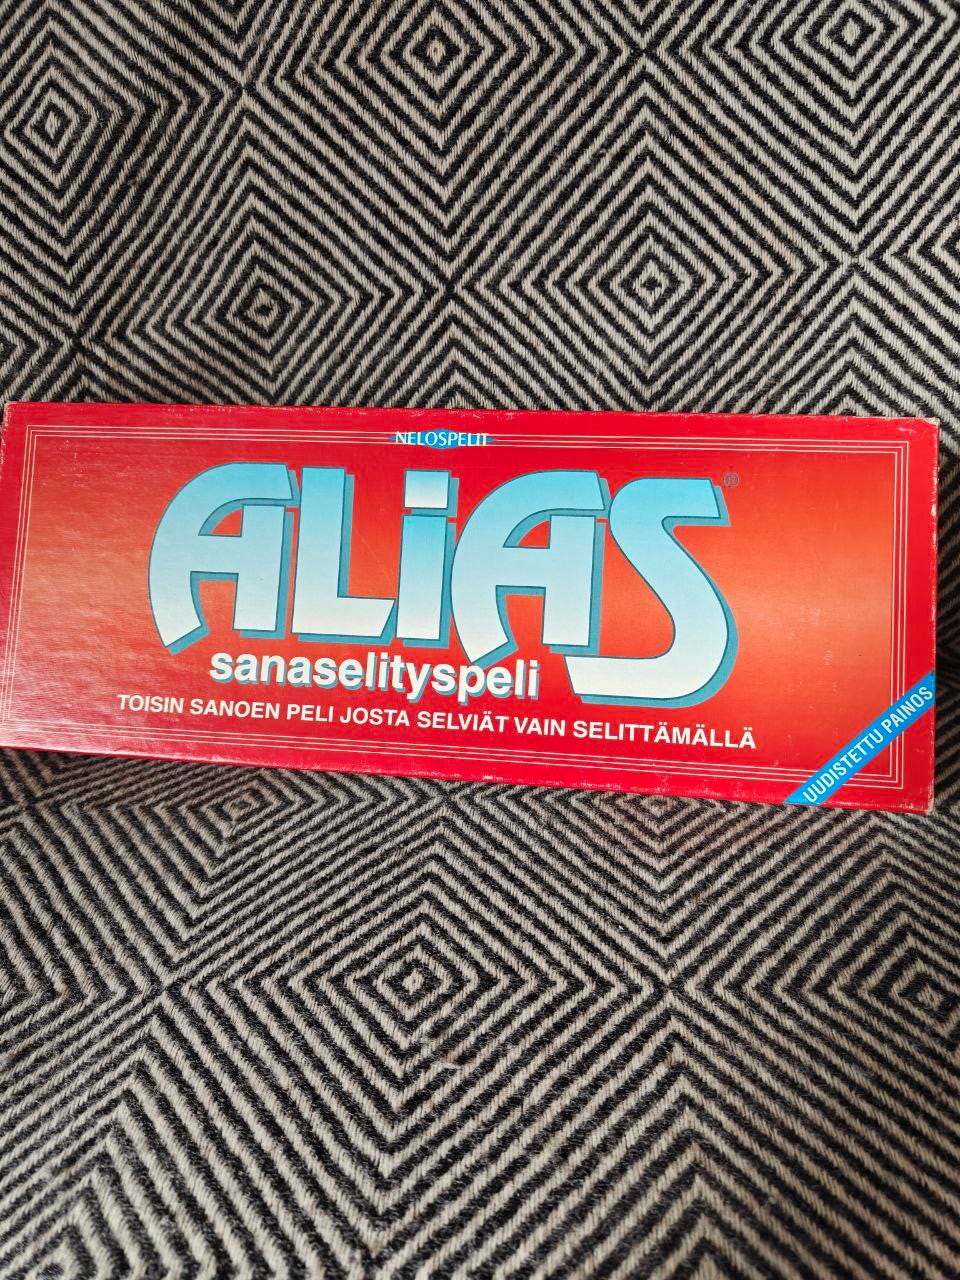 NELOSPELIT
ALiAS®
sanaselityspeli
TOISIN SANOEN PELI JOSTA SELVIÄT VAIN SELITTÄMÄLLÄ
UUDISTETTU PAINOS